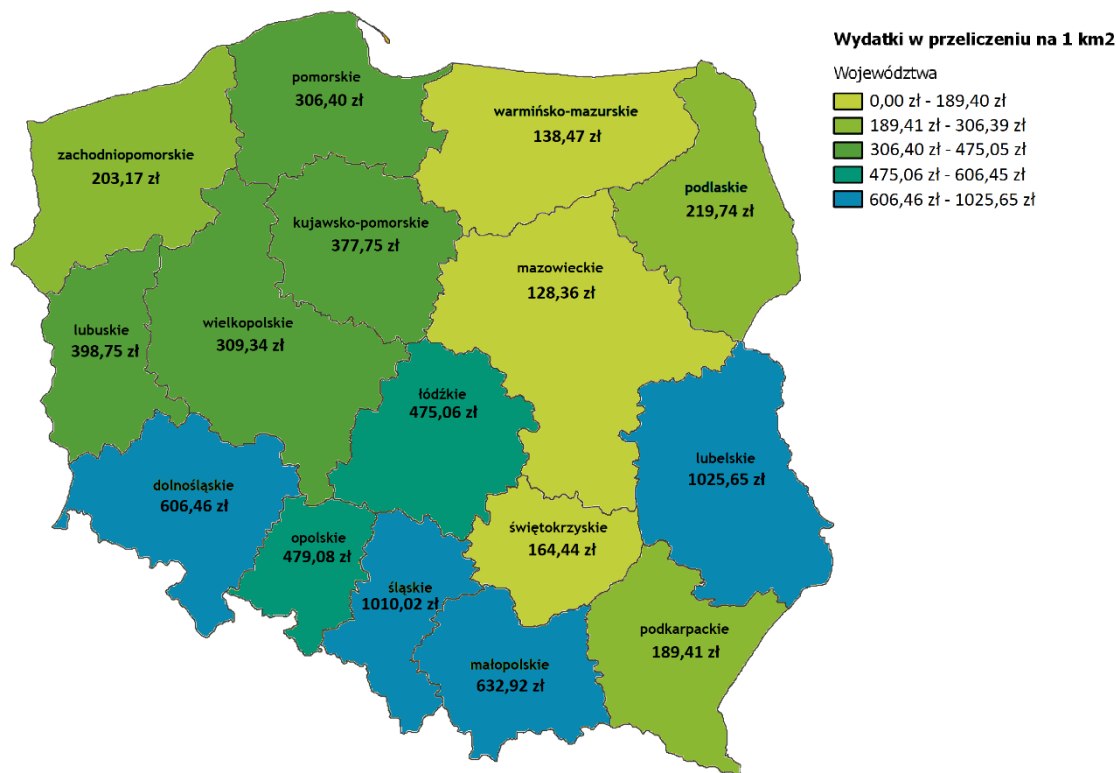 Wydatki w przeliczeniu na 1 km2
Województwa
0,00 zł - 189,40 zł
189,41 zł - 306,39 zł
306,40 zł - 475,05 zł
475,06 zł - 606,45 zł
606,46 zł - 1025,65 zł
pomorskie
306,40 zł
warmińsko-mazurskie
138,47 zł
zachodniopomorskie
203,17 zł
podlaskie
219,74 zł
kujawsko-pomorskie
377,75 zł
mazowieckie
128,36 zł
lubuskie
398,75 zł
wielkopolskie
309,34 zł
łódźkie
475,06 zł
lubelskie
1025,65 zł
dolnośląskie
606,46 zł
opolskie
479,08 zł
świętokrzyskie
164,44 zł
śląskie
1010,02 zł
podkarpackie
189,41 zł
małopolskie
632,92 zł